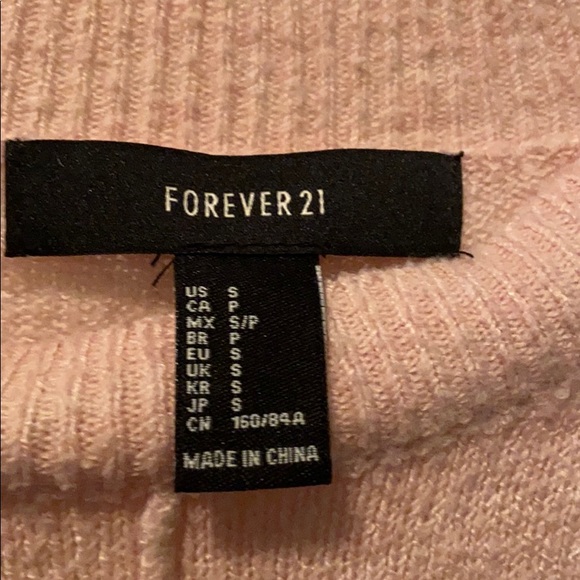 FOREVER 21
US S
CA P
MX S/P
BR P
EU S
UK S
KR S
JP S
CN 160/84A
MADE IN CHINA